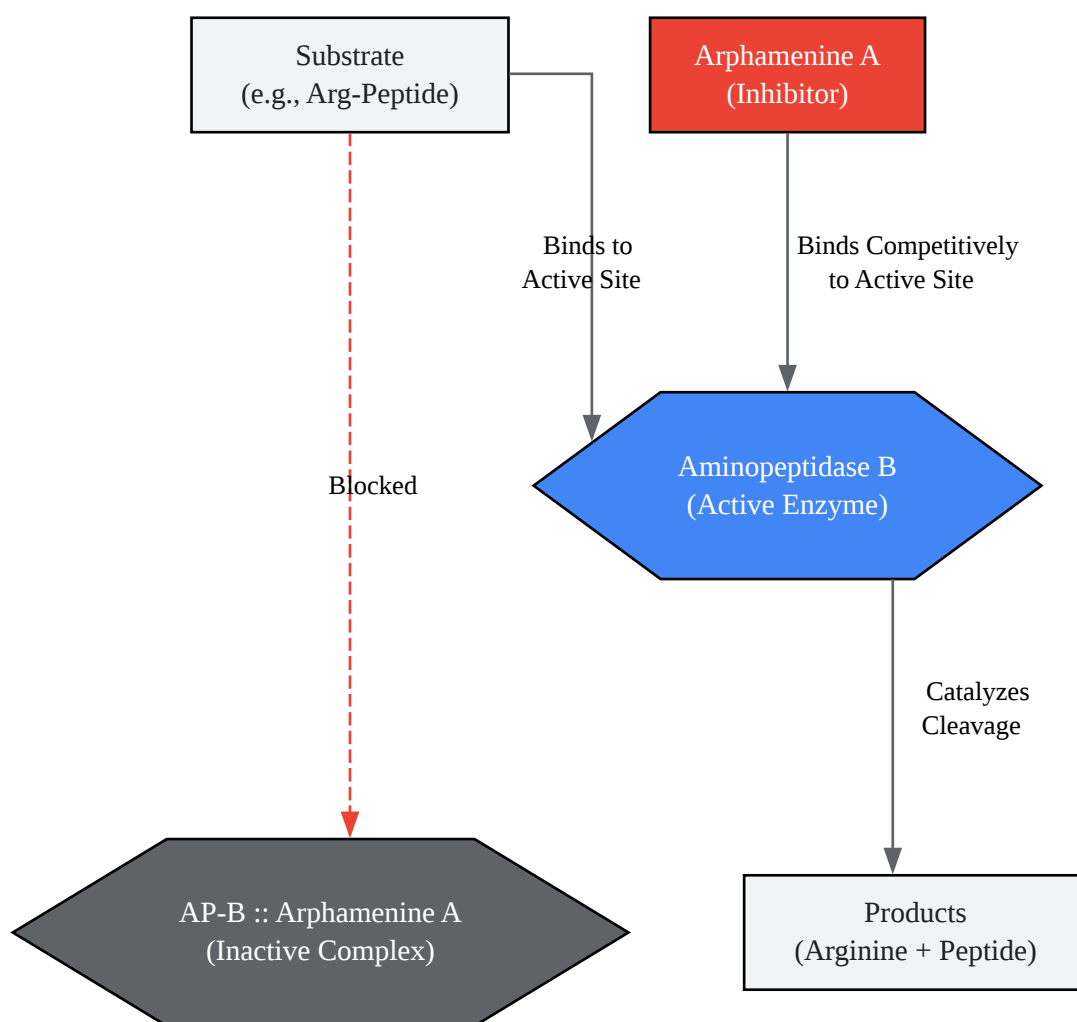 Substrate
(e.g., Arg-Peptide)
Arphamenine A
(Inhibitor)
Binds to
Active Site
Binds Competitively
to Active Site
Aminopeptidase B
(Active Enzyme)
Blocked
Catalyzes
Cleavage
AP-B :: Arphamenine A
(Inactive Complex)
Products
(Arginine + Peptide)